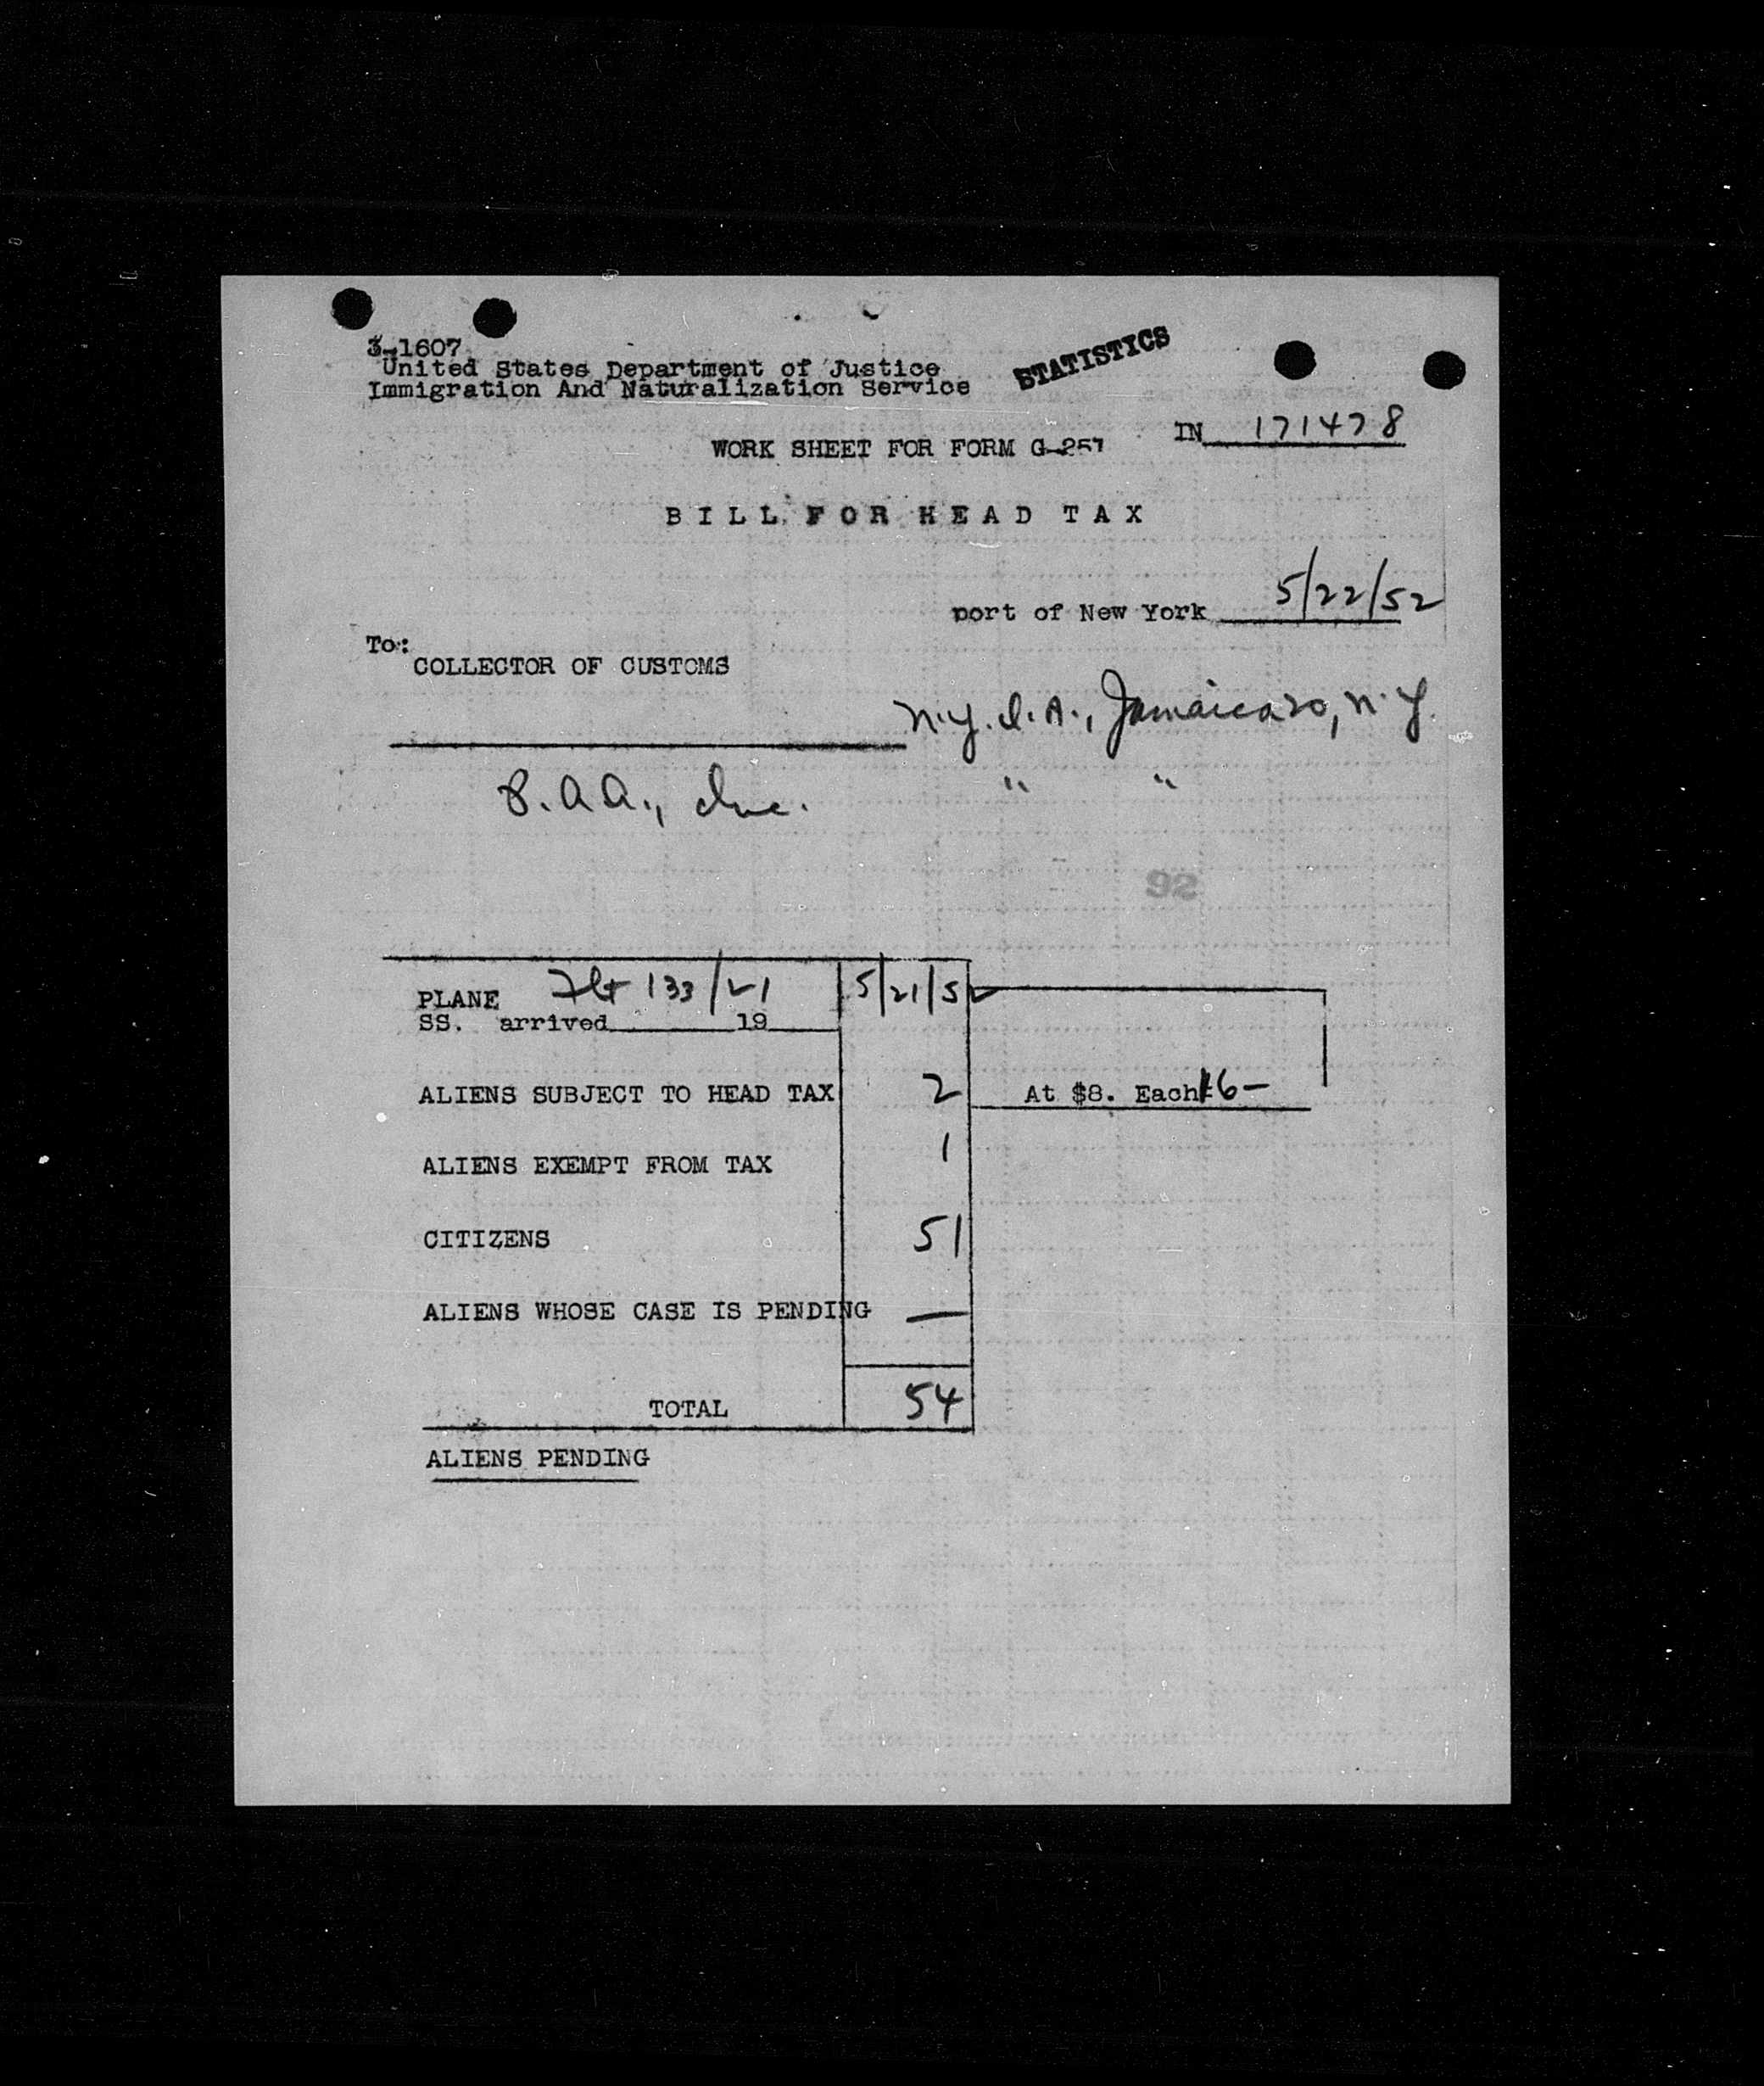 3-1607
United States Department of Justice
Immigration And Naturalization Service
STATISTICS
IN 171478
WORK SHEET FOR FORM G-257
BILL FOR HEAD TAX
port of New York 5/22/52
To:
COLLECTOR OF CUSTOMS
N.Y.I.A., Jamaica 30, N.Y.
P.A.A., Inc. " "
92
PLANE Flt 133/21 5/21/52
SS. arrived 19
ALIENS SUBJECT TO HEAD TAX 2 At $8. Each 16-
ALIENS EXEMPT FROM TAX 1
CITIZENS 51
ALIENS WHOSE CASE IS PENDING —
TOTAL 54
ALIENS PENDING